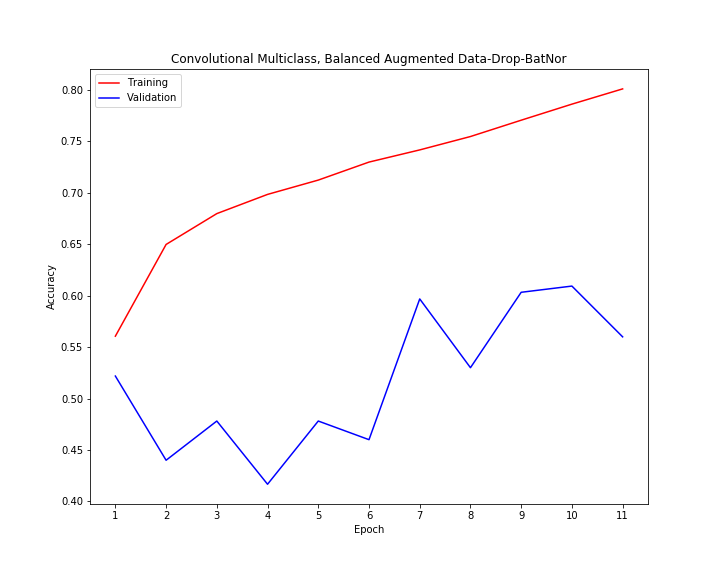 Convolutional Multiclass, Balanced Augmented Data-Drop-BatNor
Training
Validation
0.80
0.75
0.70
0.65
0.60
0.55
0.50
0.45
0.40
Accuracy
1 2 3 4 5 6 7 8 9 10 11
Epoch